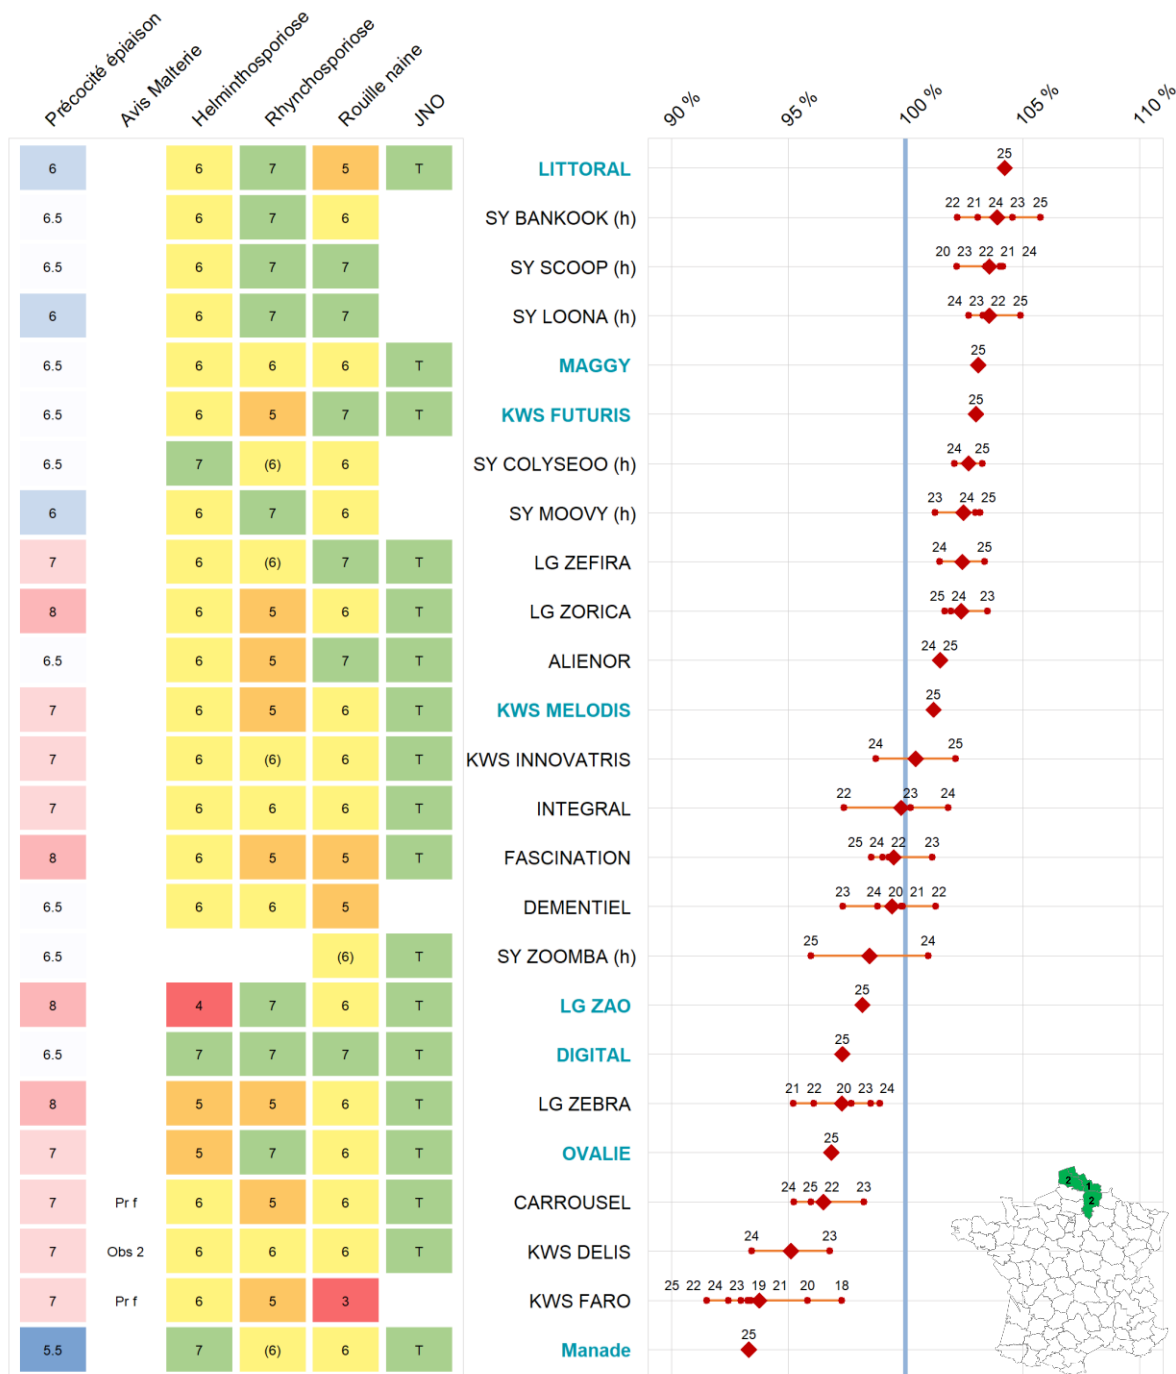 Précocité épiaison Avis Malterie Helminthosporiose Rhynchosporiose Rouille naine JNO 90 % 95 % 100 % 105 % 110 %
6 6 7 5 T LITTORAL 25
6.5 6 7 6 SY BANKOOK (h) 22 21 24 23 25
6.5 6 7 7 SY SCOOP (h) 20 23 22 21 24
6 6 7 7 SY LOONA (h) 24 23 22 25
6.5 6 6 6 T MAGGY 25
6.5 6 5 7 T KWS FUTURIS 25
6.5 7 (6) 6 SY COLYSEOO (h) 24 25
6 6 7 6 SY MOOVY (h) 23 24 25
7 6 (6) 7 T LG ZEFIRA 24 25
8 6 5 6 T LG ZORICA 25 24 23
6.5 6 5 7 T ALIENOR 24 25
7 6 5 6 T KWS MELODIS 25
7 6 (6) 6 T KWS INNOVATRIS 24 25
7 6 6 6 T INTEGRAL 22 23 24
8 6 5 5 T FASCINATION 25 24 22 23
6.5 6 6 5 DEMENTIEL 23 24 20 21 22
6.5 (6) T SY ZOOMBA (h) 25 24
8 4 7 6 T LG ZAO 25
6.5 7 7 7 T DIGITAL 25
8 5 5 6 T LG ZEBRA 21 22 20 23 24
7 5 7 6 T OVALIE 25
7 Pr f 6 5 6 T CARROUSEL 24 25 22 23
7 Obs 2 6 6 6 T KWS DELIS 24 23
7 Pr f 6 5 3 KWS FARO 25 22 24 23 19 21 20 18
5.5 7 (6) 6 T Manade 25
2 1
2